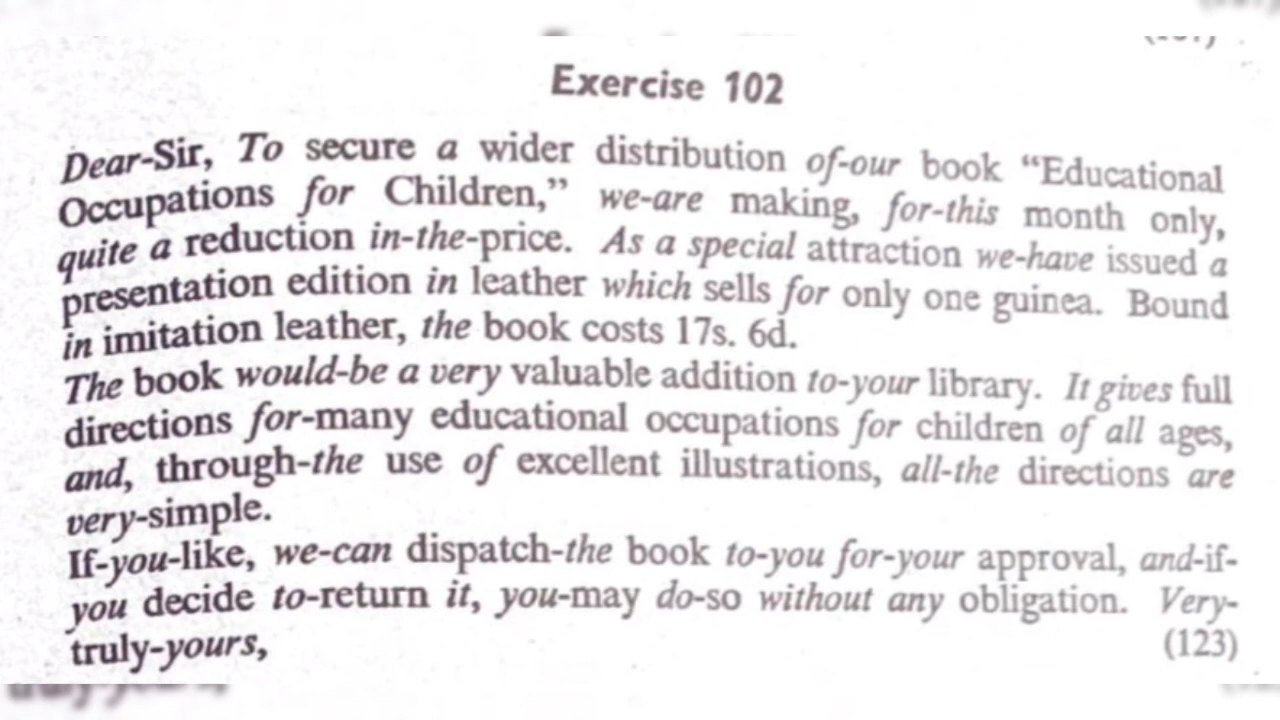 Exercise 102
Dear-Sir, To secure a wider distribution of-our book “Educational
Occupations for Children,” we-are making, for-this month only,
quite a reduction in-the-price. As a special attraction we-have issued a
presentation edition in leather which sells for only one guinea. Bound
in imitation leather, the book costs 17s. 6d.
The book would-be a very valuable addition to-your library. It gives full
directions for-many educational occupations for children of all ages,
and, through-the use of excellent illustrations, all-the directions are
very-simple.
If-you-like, we-can dispatch-the book to-you for-your approval, and-if-
you decide to-return it, you-may do-so without any obligation. Very-
truly-yours,
(123)